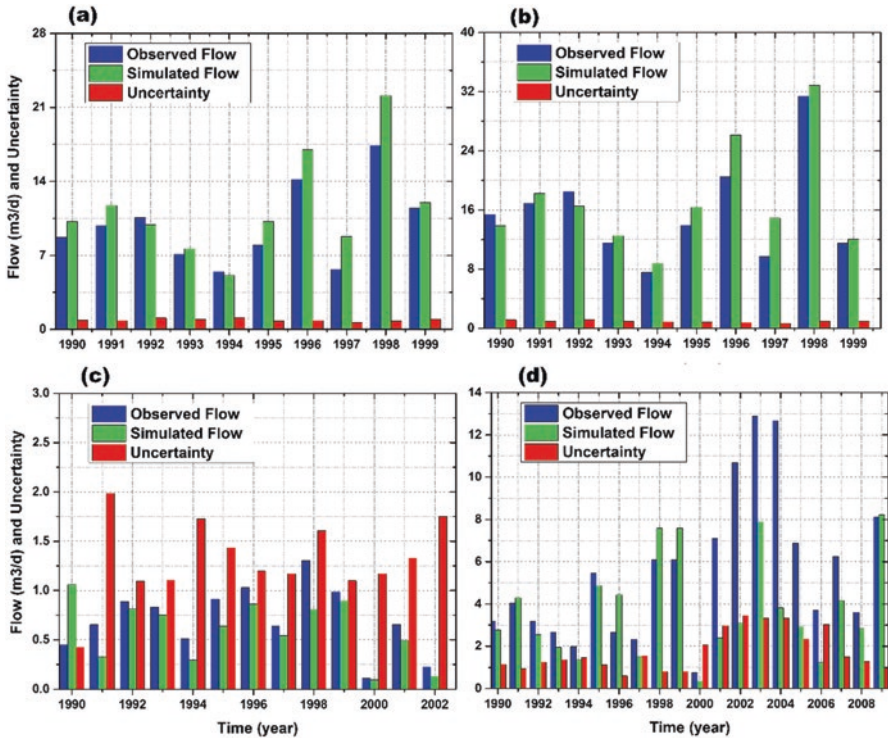 (a)
28
21
14
7
0
Flow (m3/d) and Uncertainty
Observed Flow
Simulated Flow
Uncertainty
1990 1991 1992 1993 1994 1995 1996 1997 1998 1999
(b)
40
32
24
16
8
0
Observed Flow
Simulated Flow
Uncertainty
1990 1991 1992 1993 1994 1995 1996 1997 1998 1999
(c)
3.0
2.5
2.0
1.5
1.0
0.5
0.0
Flow (m3/d) and Uncertainty
Observed Flow
Simulated Flow
Uncertainty
1990 1992 1994 1996 1998 2000 2002
Time (year)
(d)
14
12
10
8
6
4
2
0
Observed Flow
Simulated Flow
Uncertainty
1990 1992 1994 1996 1998 2000 2002 2004 2006 2008
Time (year)